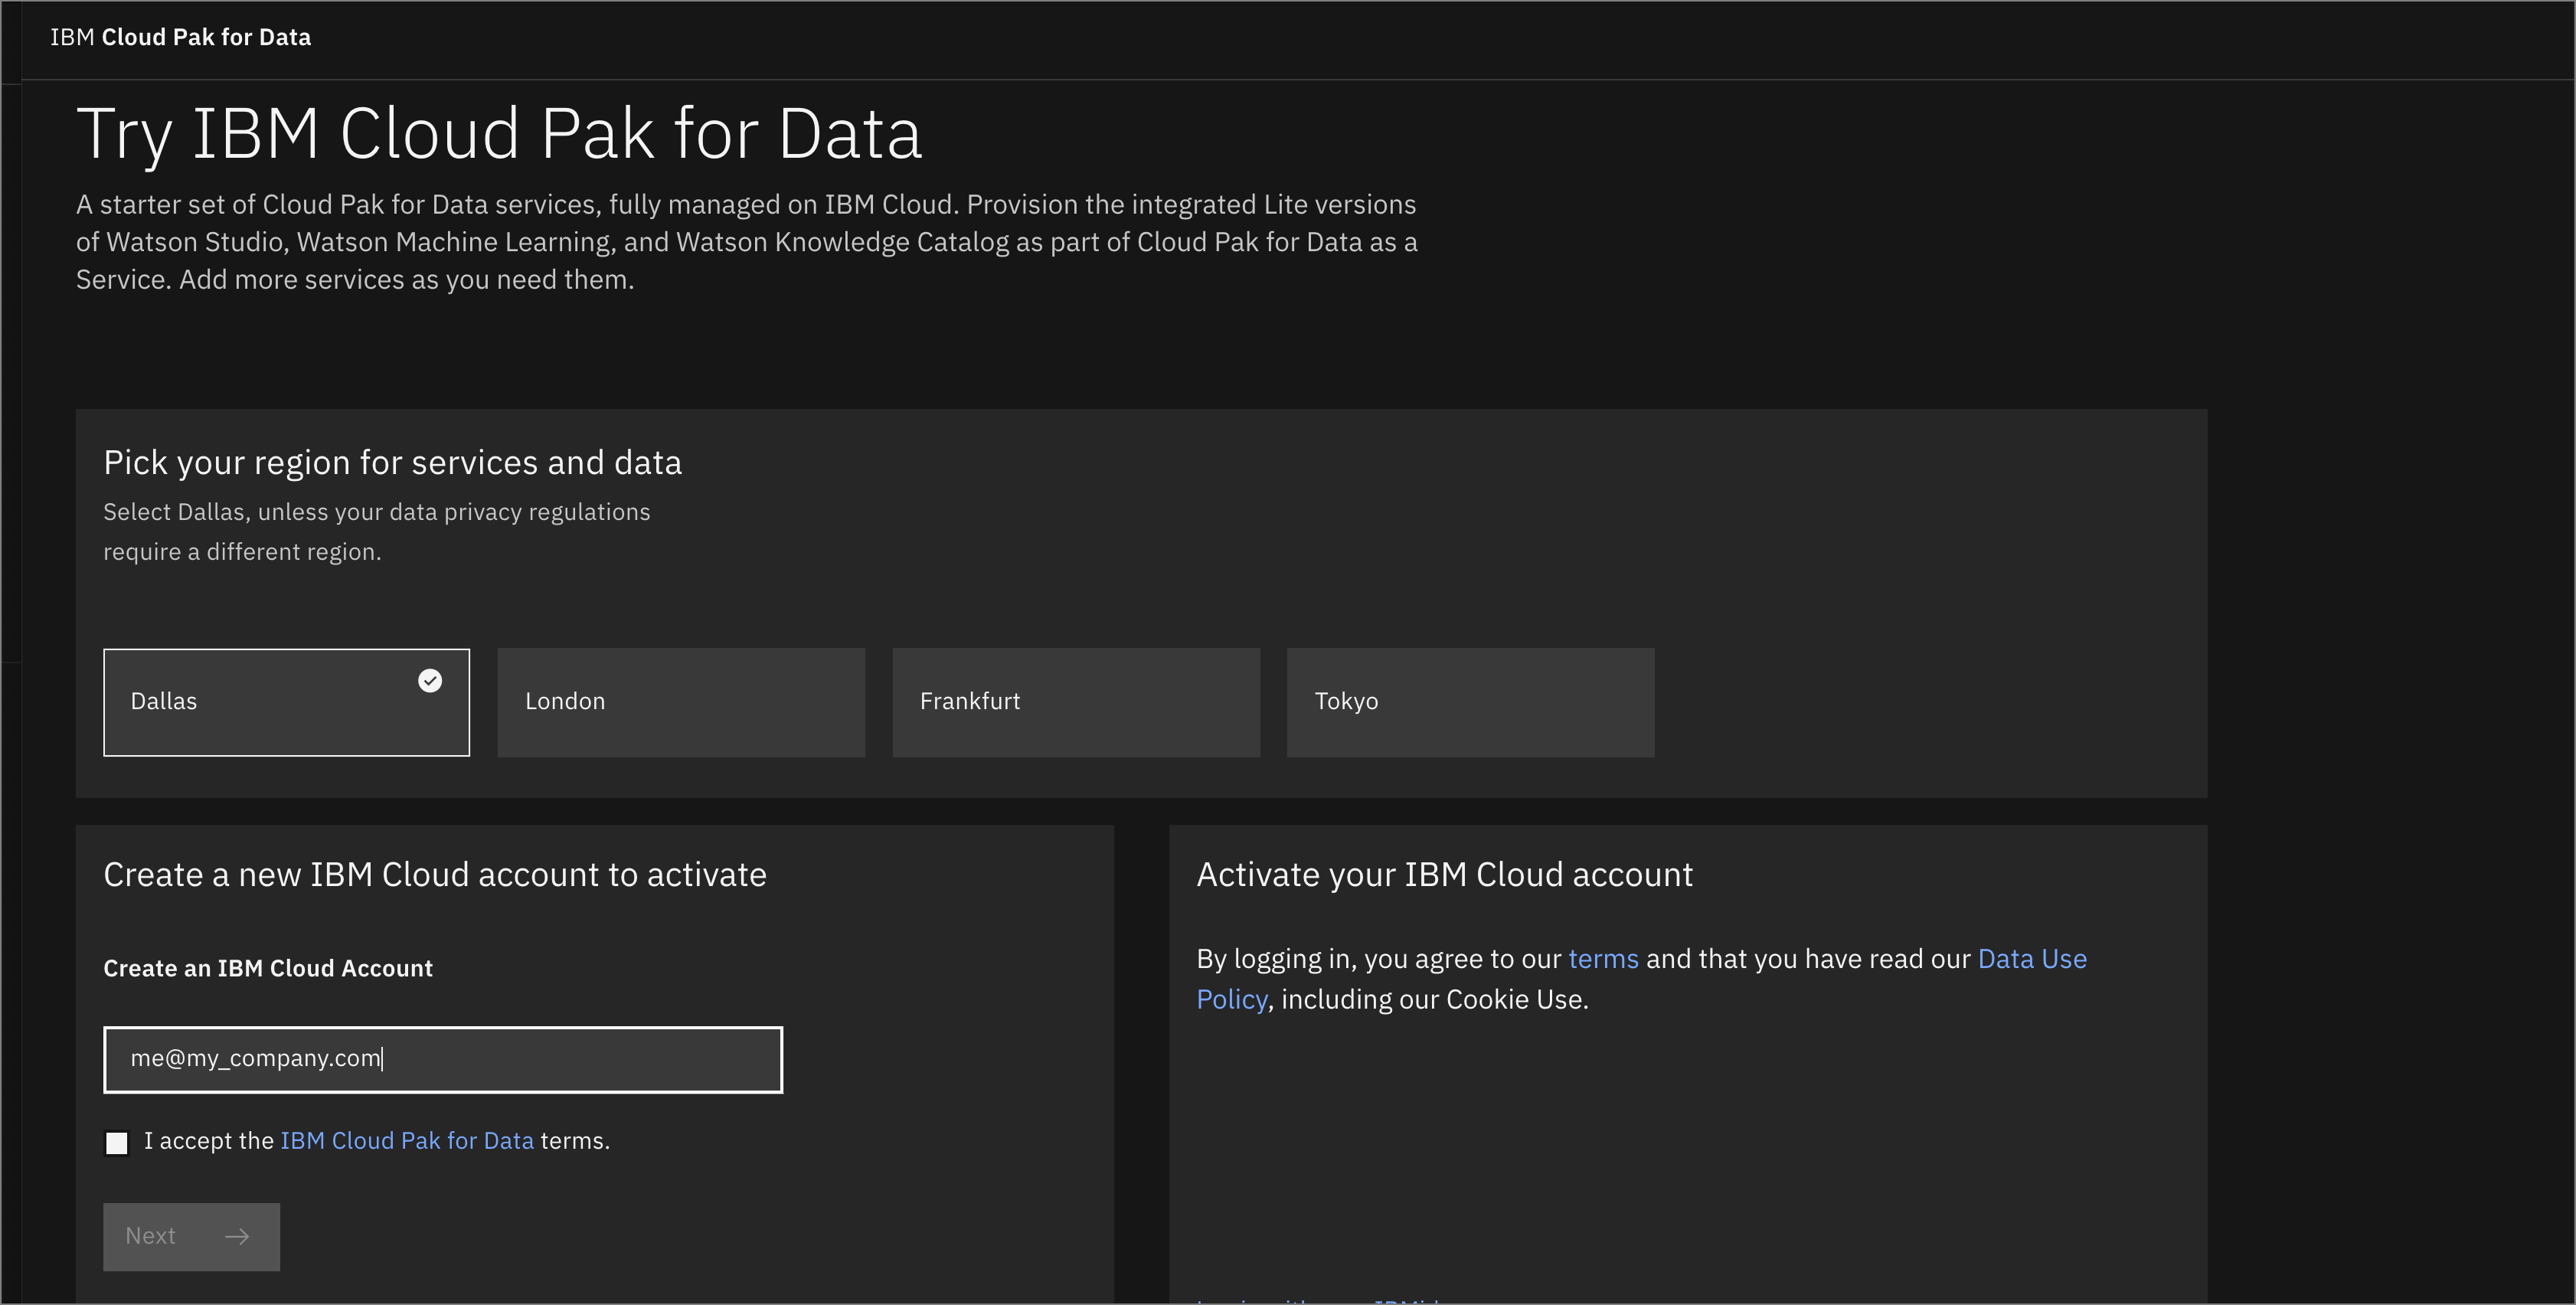 IBM Cloud Pak for Data
Try IBM Cloud Pak for Data
A starter set of Cloud Pak for Data services, fully managed on IBM Cloud. Provision the integrated Lite versions
of Watson Studio, Watson Machine Learning, and Watson Knowledge Catalog as part of Cloud Pak for Data as a
Service. Add more services as you need them.
Pick your region for services and data
Select Dallas, unless your data privacy regulations
require a different region.
Dallas
London
Frankfurt
Tokyo
Create a new IBM Cloud account to activate
Create an IBM Cloud Account
me@my_company.com
I accept the IBM Cloud Pak for Data terms.
Next
Activate your IBM Cloud account
By logging in, you agree to our terms and that you have read our Data Use
Policy, including our Cookie Use.